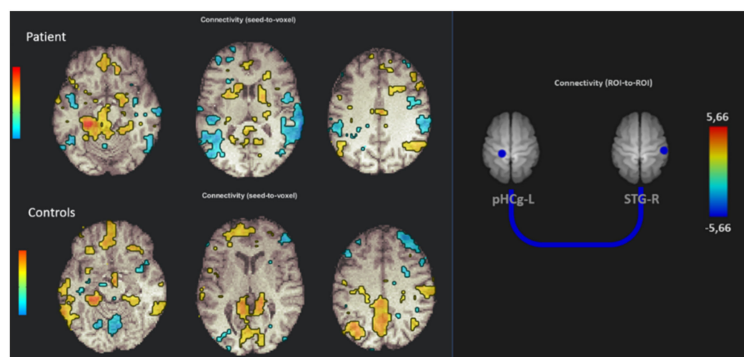 Connectivity (seed-to-voxel)
Patient
Connectivity (seed-to-voxel)
Controls
Connectivity (ROI-to-ROI)
5,66
pHCg-L
STG-R
-5,66